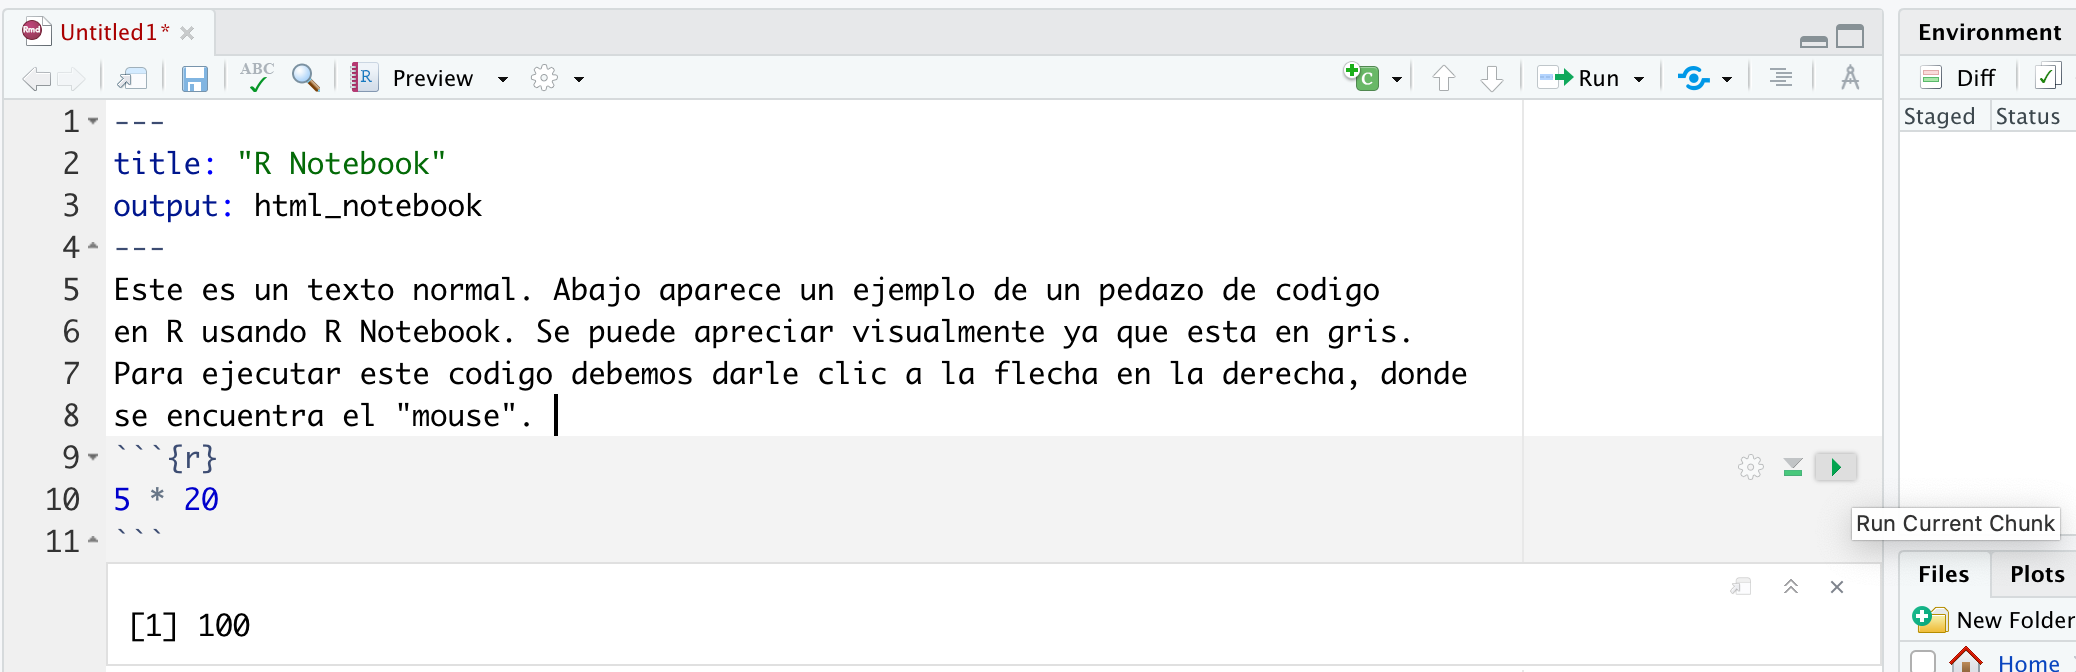 Untitled1*
ABC
R
Preview
C
Run
1 ---
2 title: "R Notebook"
3 output: html_notebook
4 ---
5 Este es un texto normal. Abajo aparece un ejemplo de un pedazo de codigo
6 en R usando R Notebook. Se puede apreciar visualmente ya que esta en gris.
7 Para ejecutar este codigo debemos darle clic a la flecha en la derecha, donde
8 se encuentra el "mouse".
9 ```{r}
10 5 * 20
11 ```
[1] 100
Environment
Diff
Staged Status
Run Current Chunk
Files Plots
New Folder
Home
Rmd